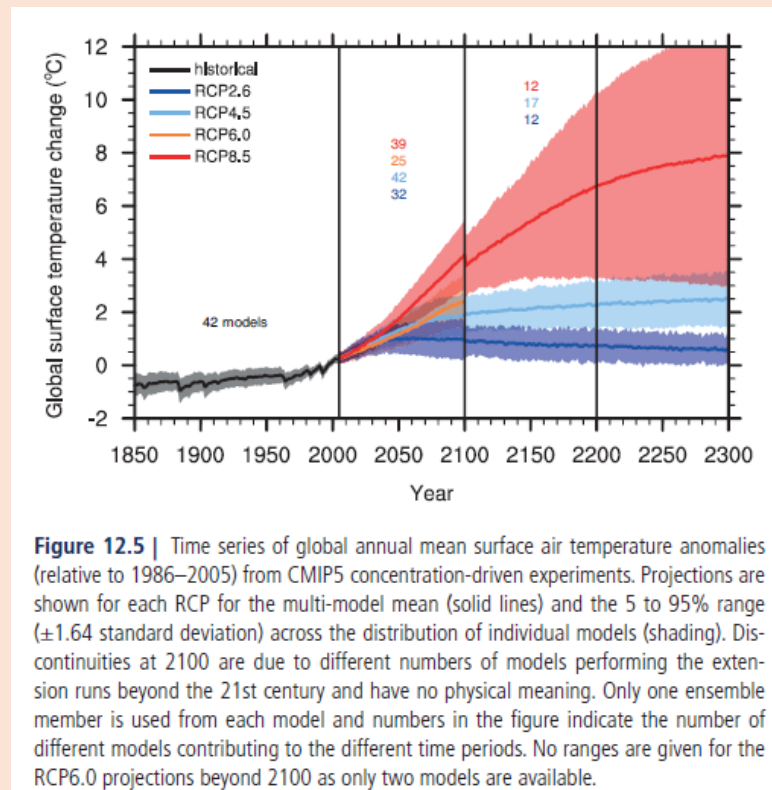 12
10
8
6
4
2
0
-2
Global surface temperature change (°C)
historical
RCP2.6
RCP4.5
RCP6.0
RCP8.5
42 models
39
25
42
32
12
17
12
1850 1900 1950 2000 2050 2100 2150 2200 2250 2300
Year
Figure 12.5 | Time series of global annual mean surface air temperature anomalies
(relative to 1986–2005) from CMIP5 concentration-driven experiments. Projections are
shown for each RCP for the multi-model mean (solid lines) and the 5 to 95% range
(±1.64 standard deviation) across the distribution of individual models (shading). Dis-
continuities at 2100 are due to different numbers of models performing the exten-
sion runs beyond the 21st century and have no physical meaning. Only one ensemble
member is used from each model and numbers in the figure indicate the number of
different models contributing to the different time periods. No ranges are given for the
RCP6.0 projections beyond 2100 as only two models are available.